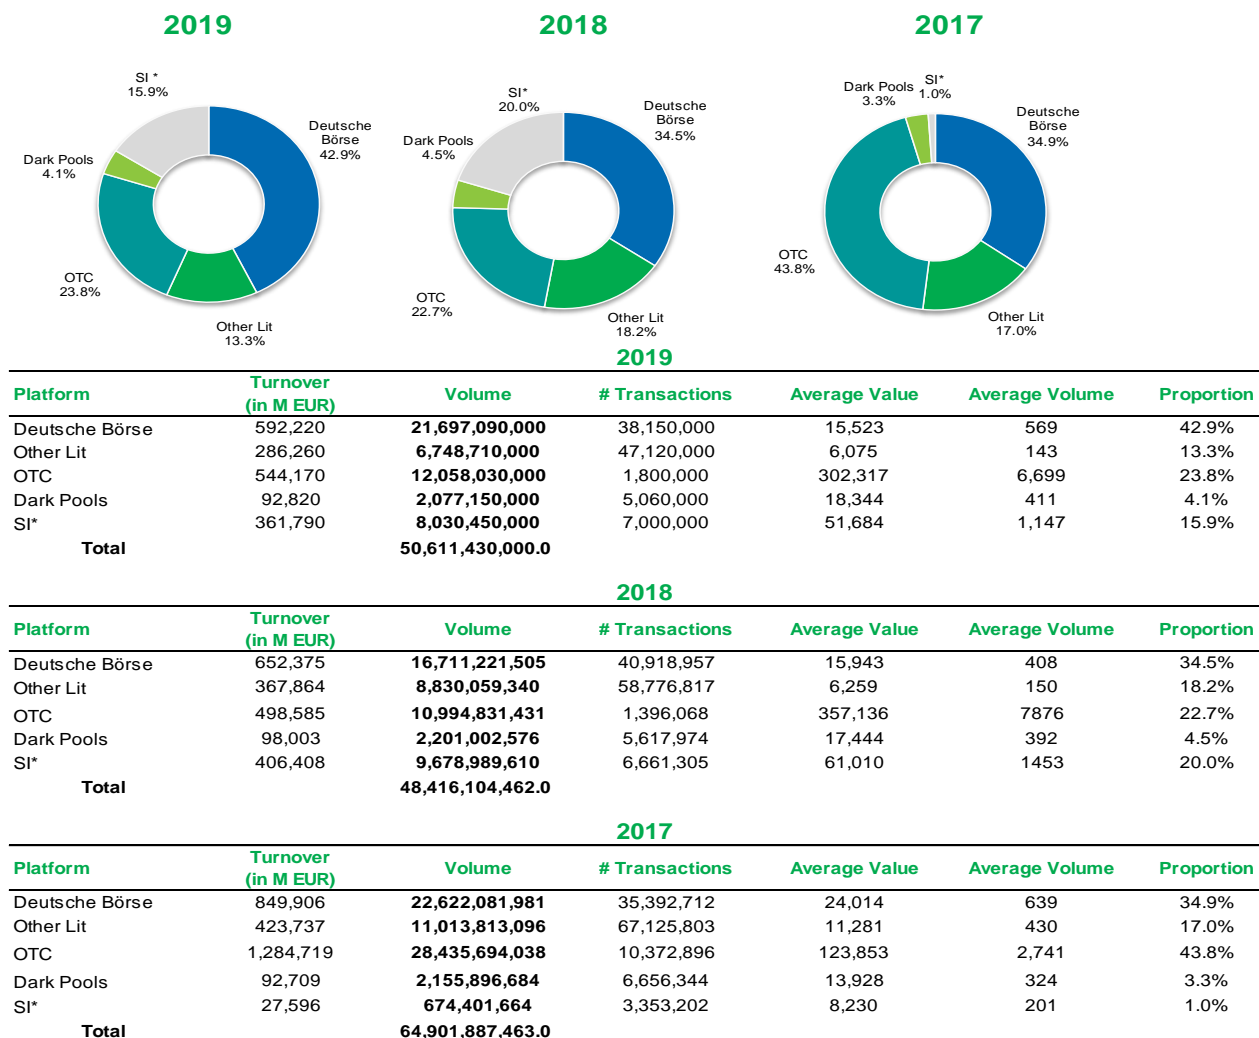 2019 2018 2017
SI *
15.9%
Deutsche
Börse
42.9%
Dark Pools
4.1%
OTC
23.8%
Other Lit
13.3%
SI*
20.0%
Deutsche
Börse
34.5%
Dark Pools
4.5%
OTC
22.7%
Other Lit
18.2%
Dark Pools
3.3%
SI*
1.0%
Deutsche
Börse
34.9%
OTC
43.8%
Other Lit
17.0%
2019
Platform Turnover (in M EUR) Volume # Transactions Average Value Average Volume Proportion
Deutsche Börse 592,220 21,697,090,000 38,150,000 15,523 569 42.9%
Other Lit 286,260 6,748,710,000 47,120,000 6,075 143 13.3%
OTC 544,170 12,058,030,000 1,800,000 302,317 6,699 23.8%
Dark Pools 92,820 2,077,150,000 5,060,000 18,344 411 4.1%
SI* 361,790 8,030,450,000 7,000,000 51,684 1,147 15.9%
Total 50,611,430,000.0
2018
Platform Turnover (in M EUR) Volume # Transactions Average Value Average Volume Proportion
Deutsche Börse 652,375 16,711,221,505 40,918,957 15,943 408 34.5%
Other Lit 367,864 8,830,059,340 58,776,817 6,259 150 18.2%
OTC 498,585 10,994,831,431 1,396,068 357,136 7876 22.7%
Dark Pools 98,003 2,201,002,576 5,617,974 17,444 392 4.5%
SI* 406,408 9,678,989,610 6,661,305 61,010 1453 20.0%
Total 48,416,104,462.0
2017
Platform Turnover (in M EUR) Volume # Transactions Average Value Average Volume Proportion
Deutsche Börse 849,906 22,622,081,981 35,392,712 24,014 639 34.9%
Other Lit 423,737 11,013,813,096 67,125,803 11,281 430 17.0%
OTC 1,284,719 28,435,694,038 10,372,896 123,853 2,741 43.8%
Dark Pools 92,709 2,155,896,684 6,656,344 13,928 324 3.3%
SI* 27,596 674,401,664 3,353,202 8,230 201 1.0%
Total 64,901,887,463.0